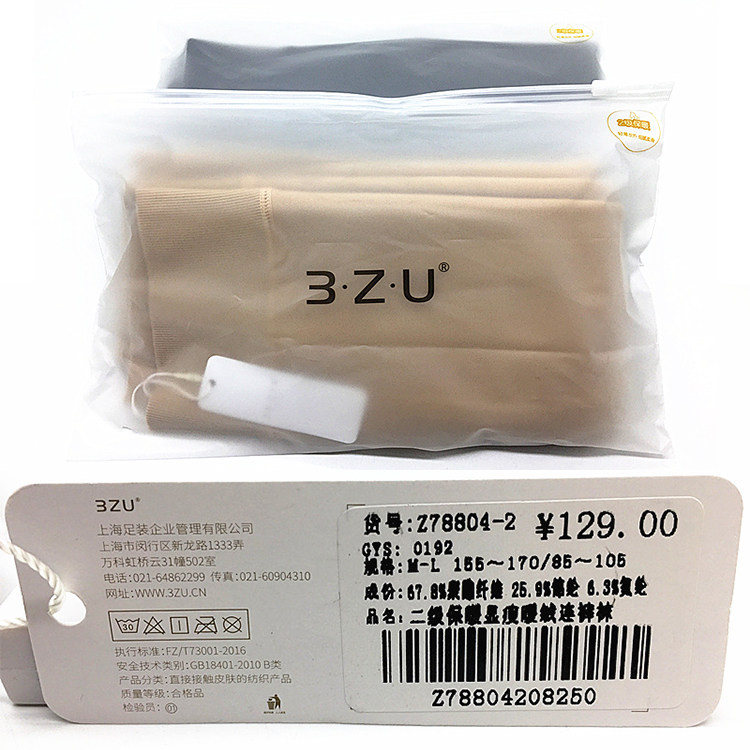 2级保暖
3·Z·U®
3ZU®
上海足装企业管理有限公司
上海市闵行区新龙路1333弄
万科虹桥云31幢502室
电话:021-64862299 传真:021-60904310
网址:WWW.3ZU.CN
30
执行标准:FZ/T73001-2016
安全技术类别:GB18401-2010 B类
产品分类:直接接触皮肤的纺织产品
质量等级:合格品
检验员:01
货号:Z78804-2 ¥129.00
GYS: 0192
规格:M-L 155~170/85~105
成份:67.8%聚酯纤维 25.9%锦纶 6.3%氨纶
品名:二级保暖显瘦暖绒连裤袜
Z78804208250